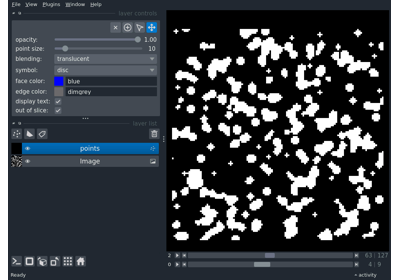 File View Plugins Window Help
layer controls
opacity: 1.00
point size: 10
blending: translucent
symbol: disc
face color: blue
edge color: dimgrey
display text:
out of slice:
layer list
points
Image
2 63 127
0 4 9
Ready activity